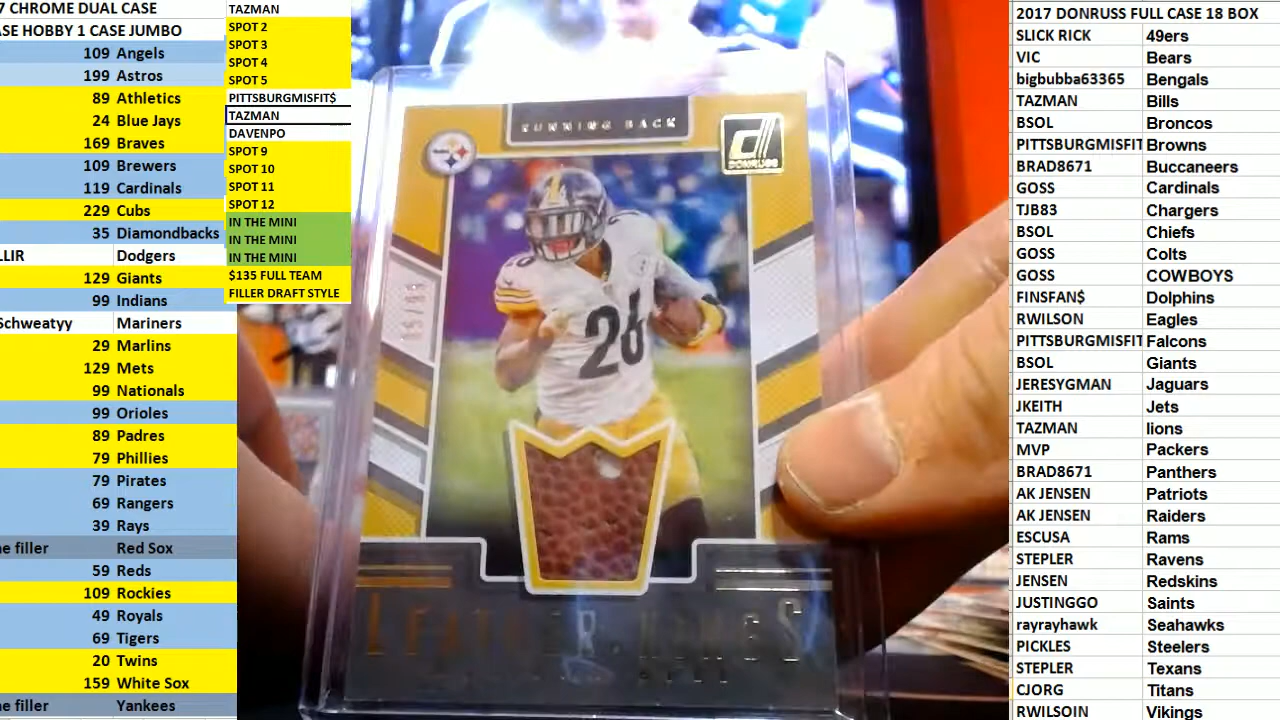 7 CHROME DUAL CASE
ASE HOBBY 1 CASE JUMBO
109 Angels
199 Astros
89 Athletics
24 Blue Jays
169 Braves
109 Brewers
119 Cardinals
229 Cubs
35 Diamondbacks
LLIR Dodgers
129 Giants
99 Indians
Schweatyy Mariners
29 Marlins
129 Mets
99 Nationals
99 Orioles
89 Padres
79 Phillies
79 Pirates
69 Rangers
39 Rays
ne filler Red Sox
59 Reds
109 Rockies
49 Royals
69 Tigers
20 Twins
159 White Sox
ne filler Yankees
TAZMAN
SPOT 2
SPOT 3
SPOT 4
SPOT 5
PITTSBURGMISFIT$
TAZMAN
DAVENPO
SPOT 9
SPOT 10
SPOT 11
SPOT 12
IN THE MINI
IN THE MINI
IN THE MINI
$135 FULL TEAM
FILLER DRAFT STYLE
RUNNING BACK
d
DONRUSS
26
LEATHER KINGS
2017 DONRUSS FULL CASE 18 BOX
SLICK RICK 49ers
VIC Bears
bigbubba63365 Bengals
TAZMAN Bills
BSOL Broncos
PITTSBURGMISFIT Browns
BRAD8671 Buccaneers
GOSS Cardinals
TJB83 Chargers
BSOL Chiefs
GOSS Colts
GOSS COWBOYS
FINSFAN$ Dolphins
RWILSON Eagles
PITTSBURGMISFIT Falcons
BSOL Giants
JERESYGMAN Jaguars
JKEITH Jets
TAZMAN lions
MVP Packers
BRAD8671 Panthers
AK JENSEN Patriots
AK JENSEN Raiders
ESCUSA Rams
STEPLER Ravens
JENSEN Redskins
JUSTINGGO Saints
rayrayhawk Seahawks
PICKLES Steelers
STEPLER Texans
CJORG Titans
RWILSOIN Vikings